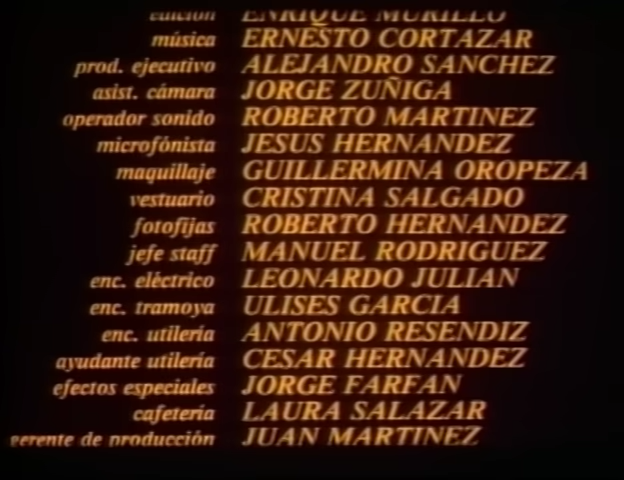 edición ENRIQUE MURILLO
música ERNESTO CORTAZAR
prod. ejecutivo ALEJANDRO SANCHEZ
asist. cámara JORGE ZUÑIGA
operador sonido ROBERTO MARTINEZ
microfónista JESUS HERNANDEZ
maquillaje GUILLERMINA OROPEZA
vestuario CRISTINA SALGADO
fotofijas ROBERTO HERNANDEZ
jefe staff MANUEL RODRIGUEZ
enc. eléctrico LEONARDO JULIAN
enc. tramoya ULISES GARCIA
enc. utilería ANTONIO RESENDIZ
ayudante utilería CESAR HERNANDEZ
efectos especiales JORGE FARFAN
cafetería LAURA SALAZAR
gerente de producción JUAN MARTINEZ